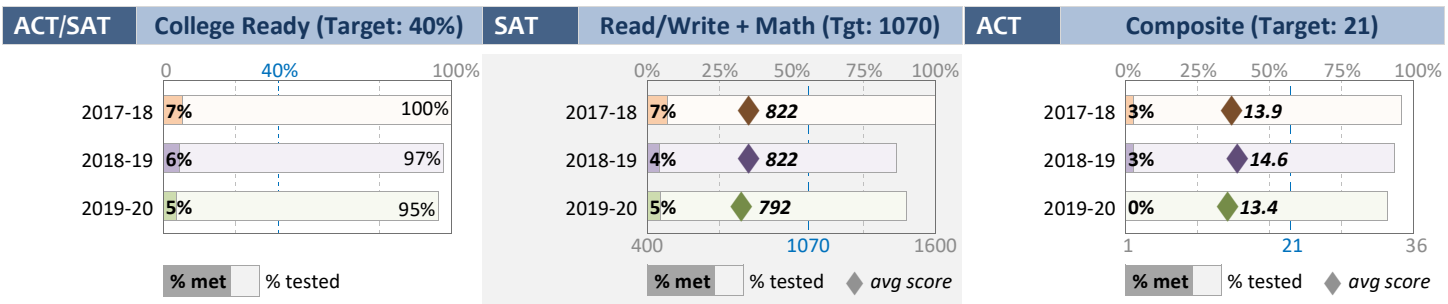 ACT/SAT College Ready (Target: 40%)
0 40% 100%
2017-18 7% 100%
2018-19 6% 97%
2019-20 5% 95%
% met % tested
SAT Read/Write + Math (Tgt: 1070)
0% 25% 50% 75% 100%
2017-18 7% 822
2018-19 4% 822
2019-20 5% 792
400 1070 1600
% met % tested avg score
ACT Composite (Target: 21)
0% 25% 50% 75% 100%
2017-18 3% 13.9
2018-19 3% 14.6
2019-20 0% 13.4
1 21 36
% met % tested avg score